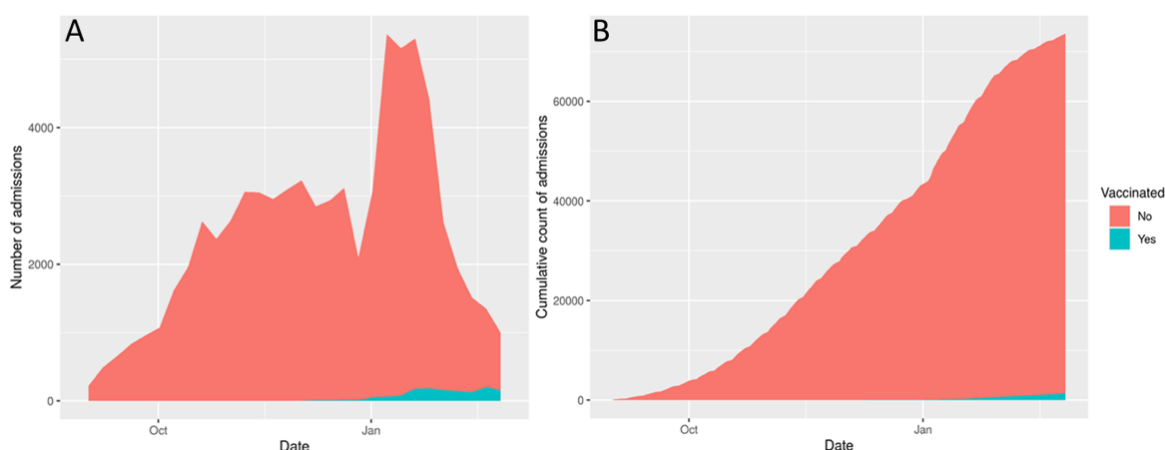 A
Number of admissions
4000
2000
0
Oct
Jan
Date
B
Cumulative count of admissions
60000
40000
20000
0
Oct
Jan
Date
Vaccinated
No
Yes